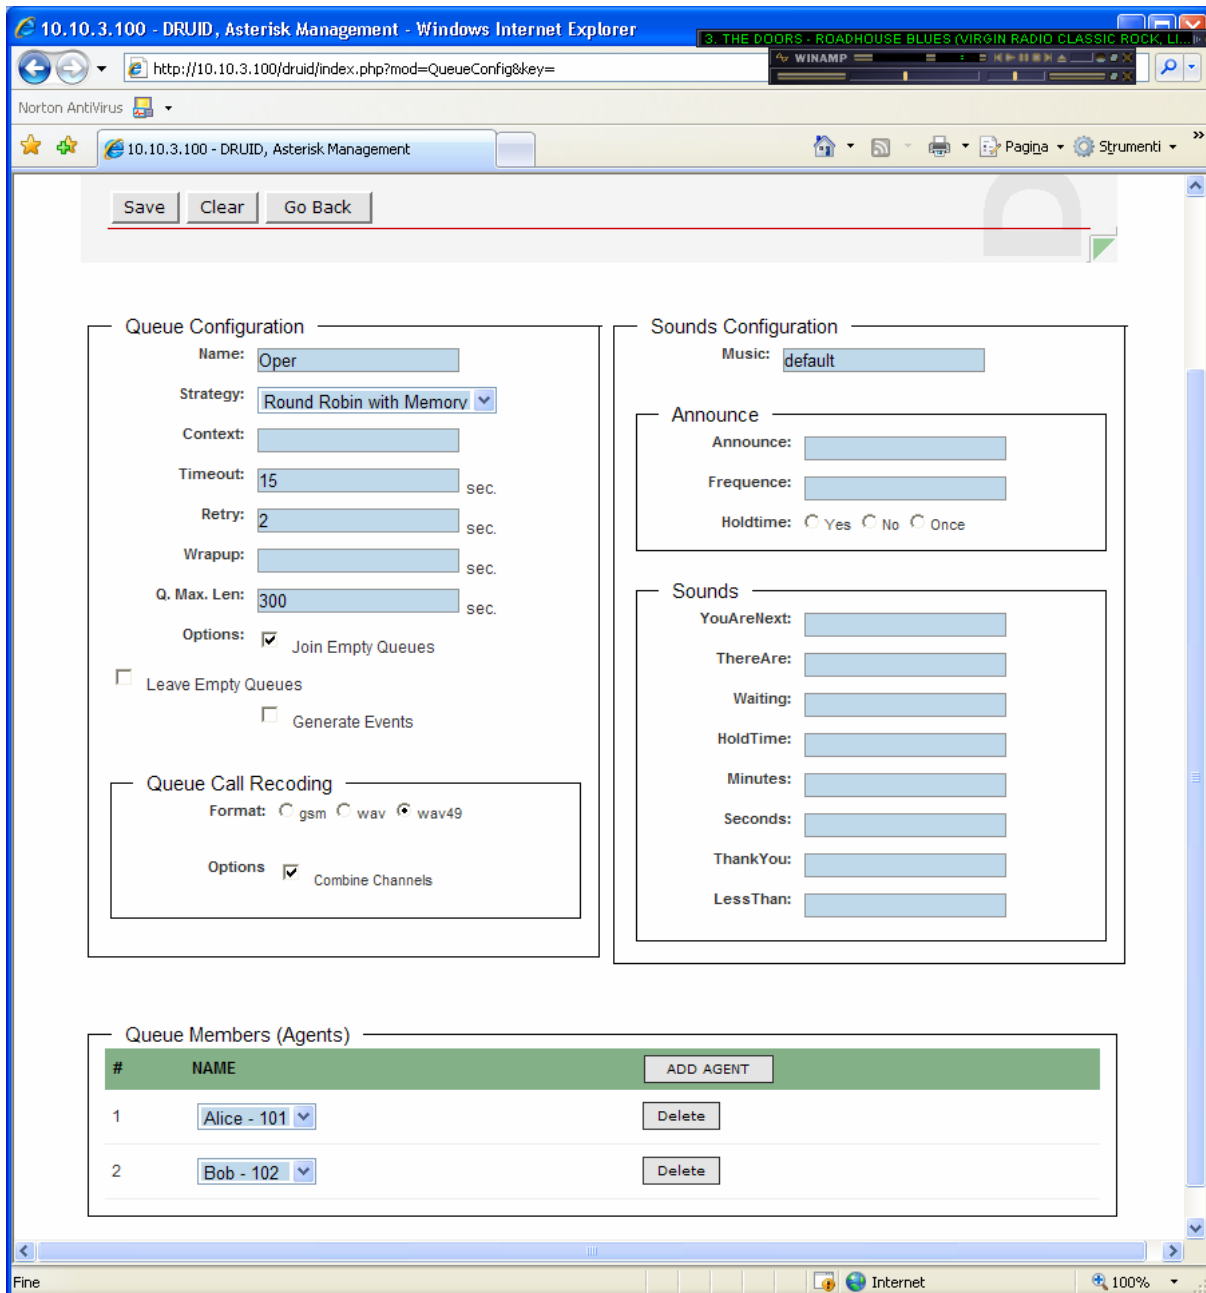 10.10.3.100 - DRUID, Asterisk Management - Windows Internet Explorer
3. THE DOORS - ROADHOUSE BLUES (VIRGIN RADIO CLASSIC ROCK, LI...
WINAMP
http://10.10.3.100/druid/index.php?mod=QueueConfig&key=
Norton AntiVirus
10.10.3.100 - DRUID, Asterisk Management
Pagina
Strumenti
»
Save Clear Go Back
Queue Configuration
Name: Oper
Strategy: Round Robin with Memory
Context:
Timeout: 15 sec.
Retry: 2 sec.
Wrapup: sec.
Q. Max. Len: 300 sec.
Options: Join Empty Queues
Leave Empty Queues
Generate Events
Queue Call Recoding
Format: gsm wav wav49
Options Combine Channels
Sounds Configuration
Music: default
Announce
Announce:
Frequence:
Holdtime: Yes No Once
Sounds
YouAreNext:
ThereAre:
Waiting:
HoldTime:
Minutes:
Seconds:
ThankYou:
LessThan:
Queue Members (Agents)
# NAME ADD AGENT
1 Alice - 101 Delete
2 Bob - 102 Delete
Fine Internet 100%